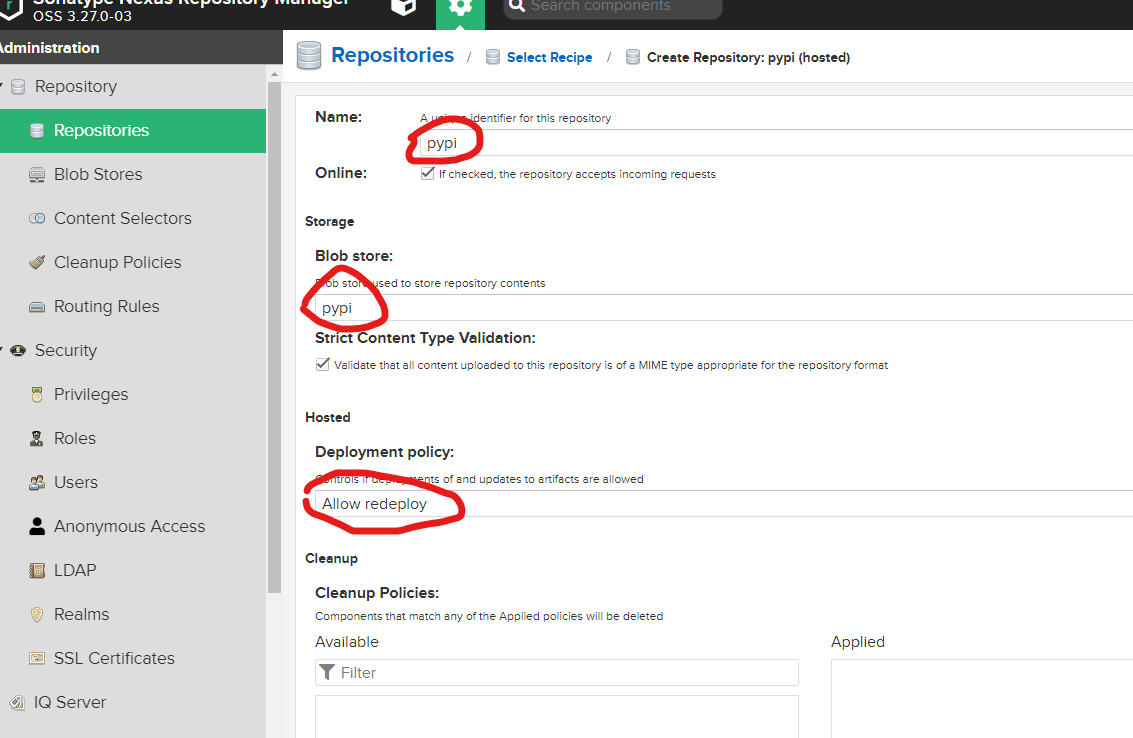 Sonatype Nexus Repository Manager
OSS 3.27.0-03
Search components
Administration
Repositories / Select Recipe / Create Repository: pypi (hosted)
Repository
Repositories
Blob Stores
Content Selectors
Cleanup Policies
Routing Rules
Security
Privileges
Roles
Users
Anonymous Access
LDAP
Realms
SSL Certificates
IQ Server
Name:
A unique identifier for this repository
pypi
Online:
If checked, the repository accepts incoming requests
Storage
Blob store:
Blob store used to store repository contents
pypi
Strict Content Type Validation:
Validate that all content uploaded to this repository is of a MIME type appropriate for the repository format
Hosted
Deployment policy:
Controls if deployments of and updates to artifacts are allowed
Allow redeploy
Cleanup
Cleanup Policies:
Components that match any of the Applied policies will be deleted
Available
Filter
Applied